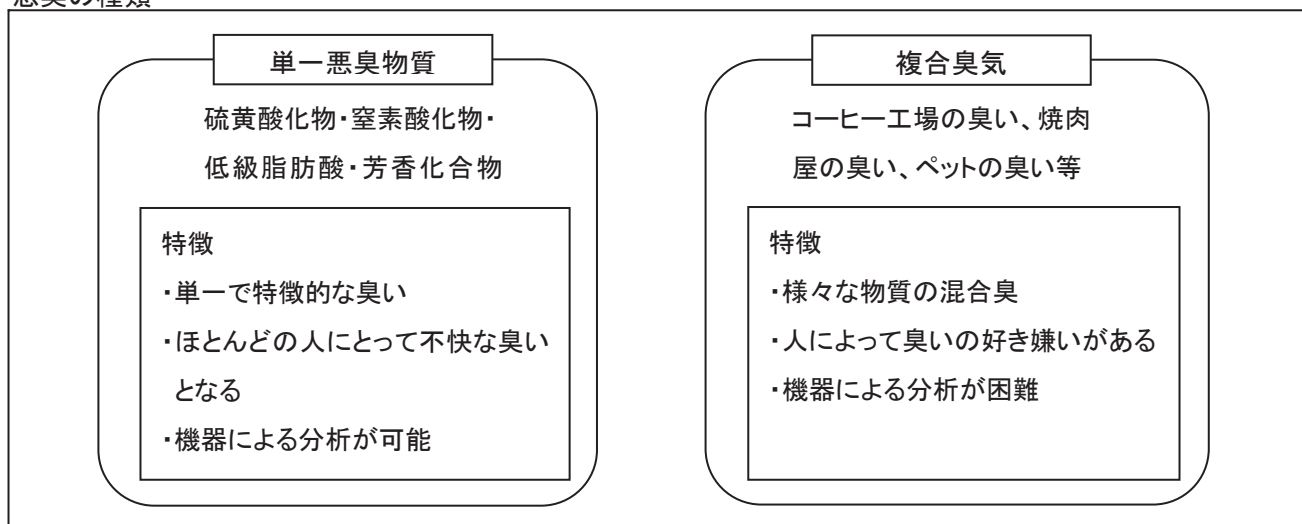 悪臭の種類
単一悪臭物質
硫黄酸化物・窒素酸化物・
低級脂肪酸・芳香化合物
特徴
・単一で特徴的な臭い
・ほとんどの人にとって不快な臭い
となる
・機器による分析が可能
複合臭気
コーヒー工場の臭い、焼肉
屋の臭い、ペットの臭い等
特徴
・様々な物質の混合臭
・人によって臭いの好き嫌いがある
・機器による分析が困難